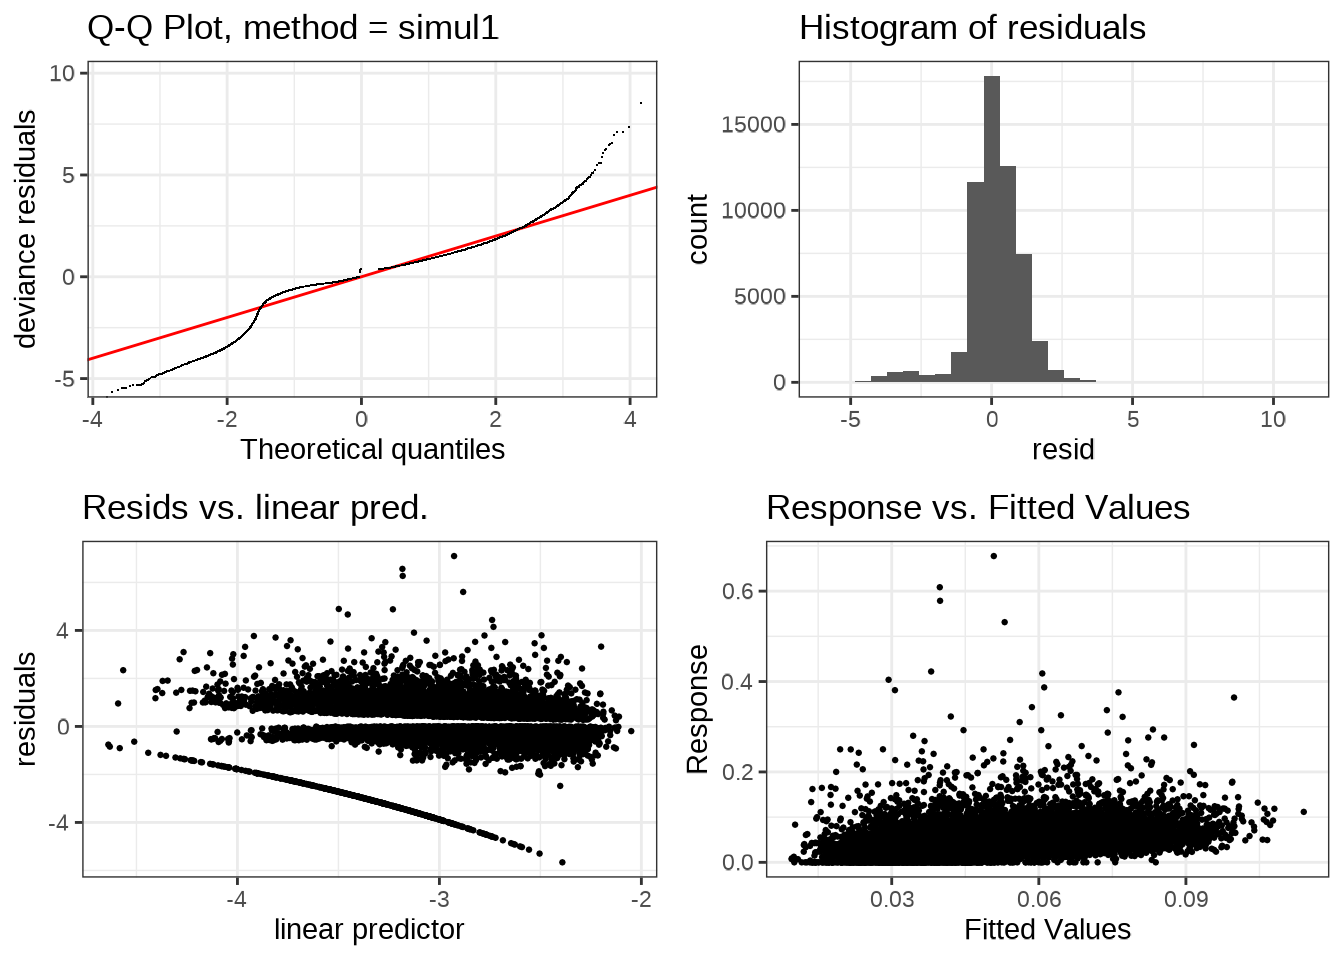 Q-Q Plot, method = simul1
10
5
0
-5
-4
-2
0
2
4
deviance residuals
Theoretical quantiles
Histogram of residuals
15000
10000
5000
0
-5
0
5
10
count
resid
Resids vs. linear pred.
4
0
-4
-4
-3
-2
residuals
linear predictor
Response vs. Fitted Values
0.6
0.4
0.2
0.0
0.03
0.06
0.09
Response
Fitted Values